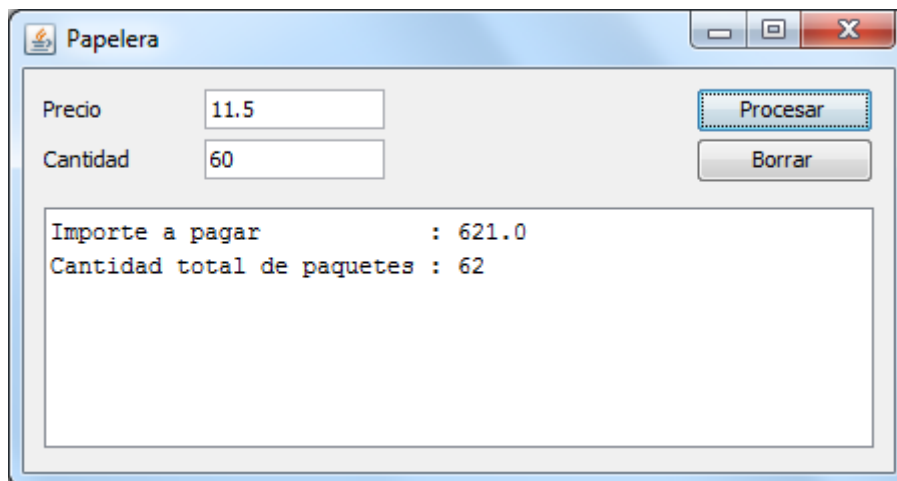 Papelera
Precio 11.5 Procesar
Cantidad 60 Borrar
Importe a pagar : 621.0
Cantidad total de paquetes : 62